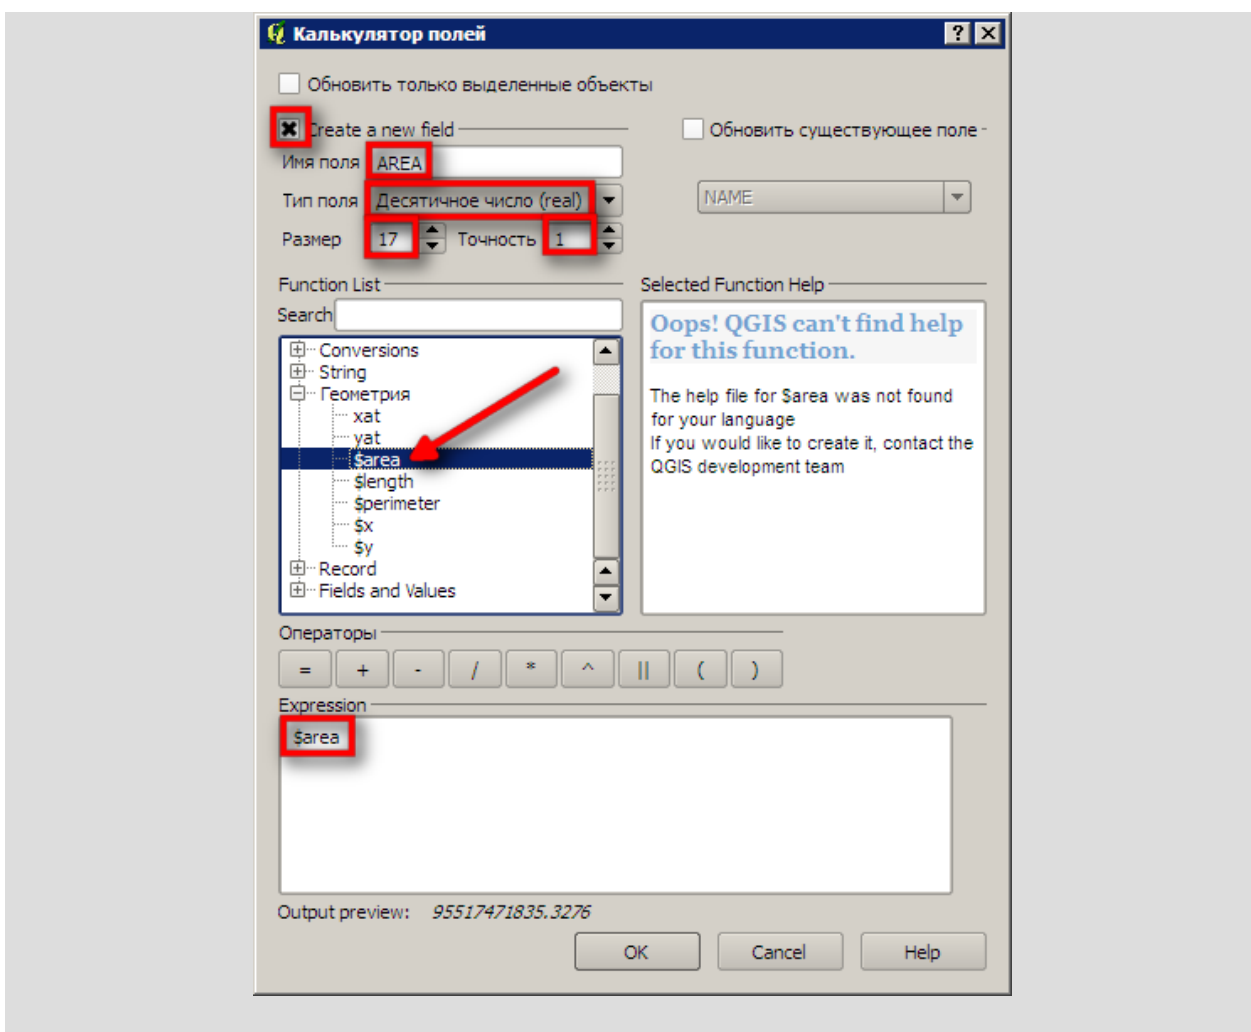 Калькулятор полей
Обновить только выделенные объекты
Create a new field
Обновить существующее поле
Имя поля AREA
Тип поля Десятичное число (real)
NAME
Размер 17 Точность 1
Function List
Selected Function Help
Search
Oops! QGIS can't find help
for this function.
The help file for $area was not found
for your language
If you would like to create it, contact the
QGIS development team
Conversions
String
Геометрия
xat
yat
$area
$length
$perimeter
$x
$y
Record
Fields and Values
Операторы
= + - / * ^ || ( )
Expression
$area
Output preview: 95517471835.3276
OK Cancel Help